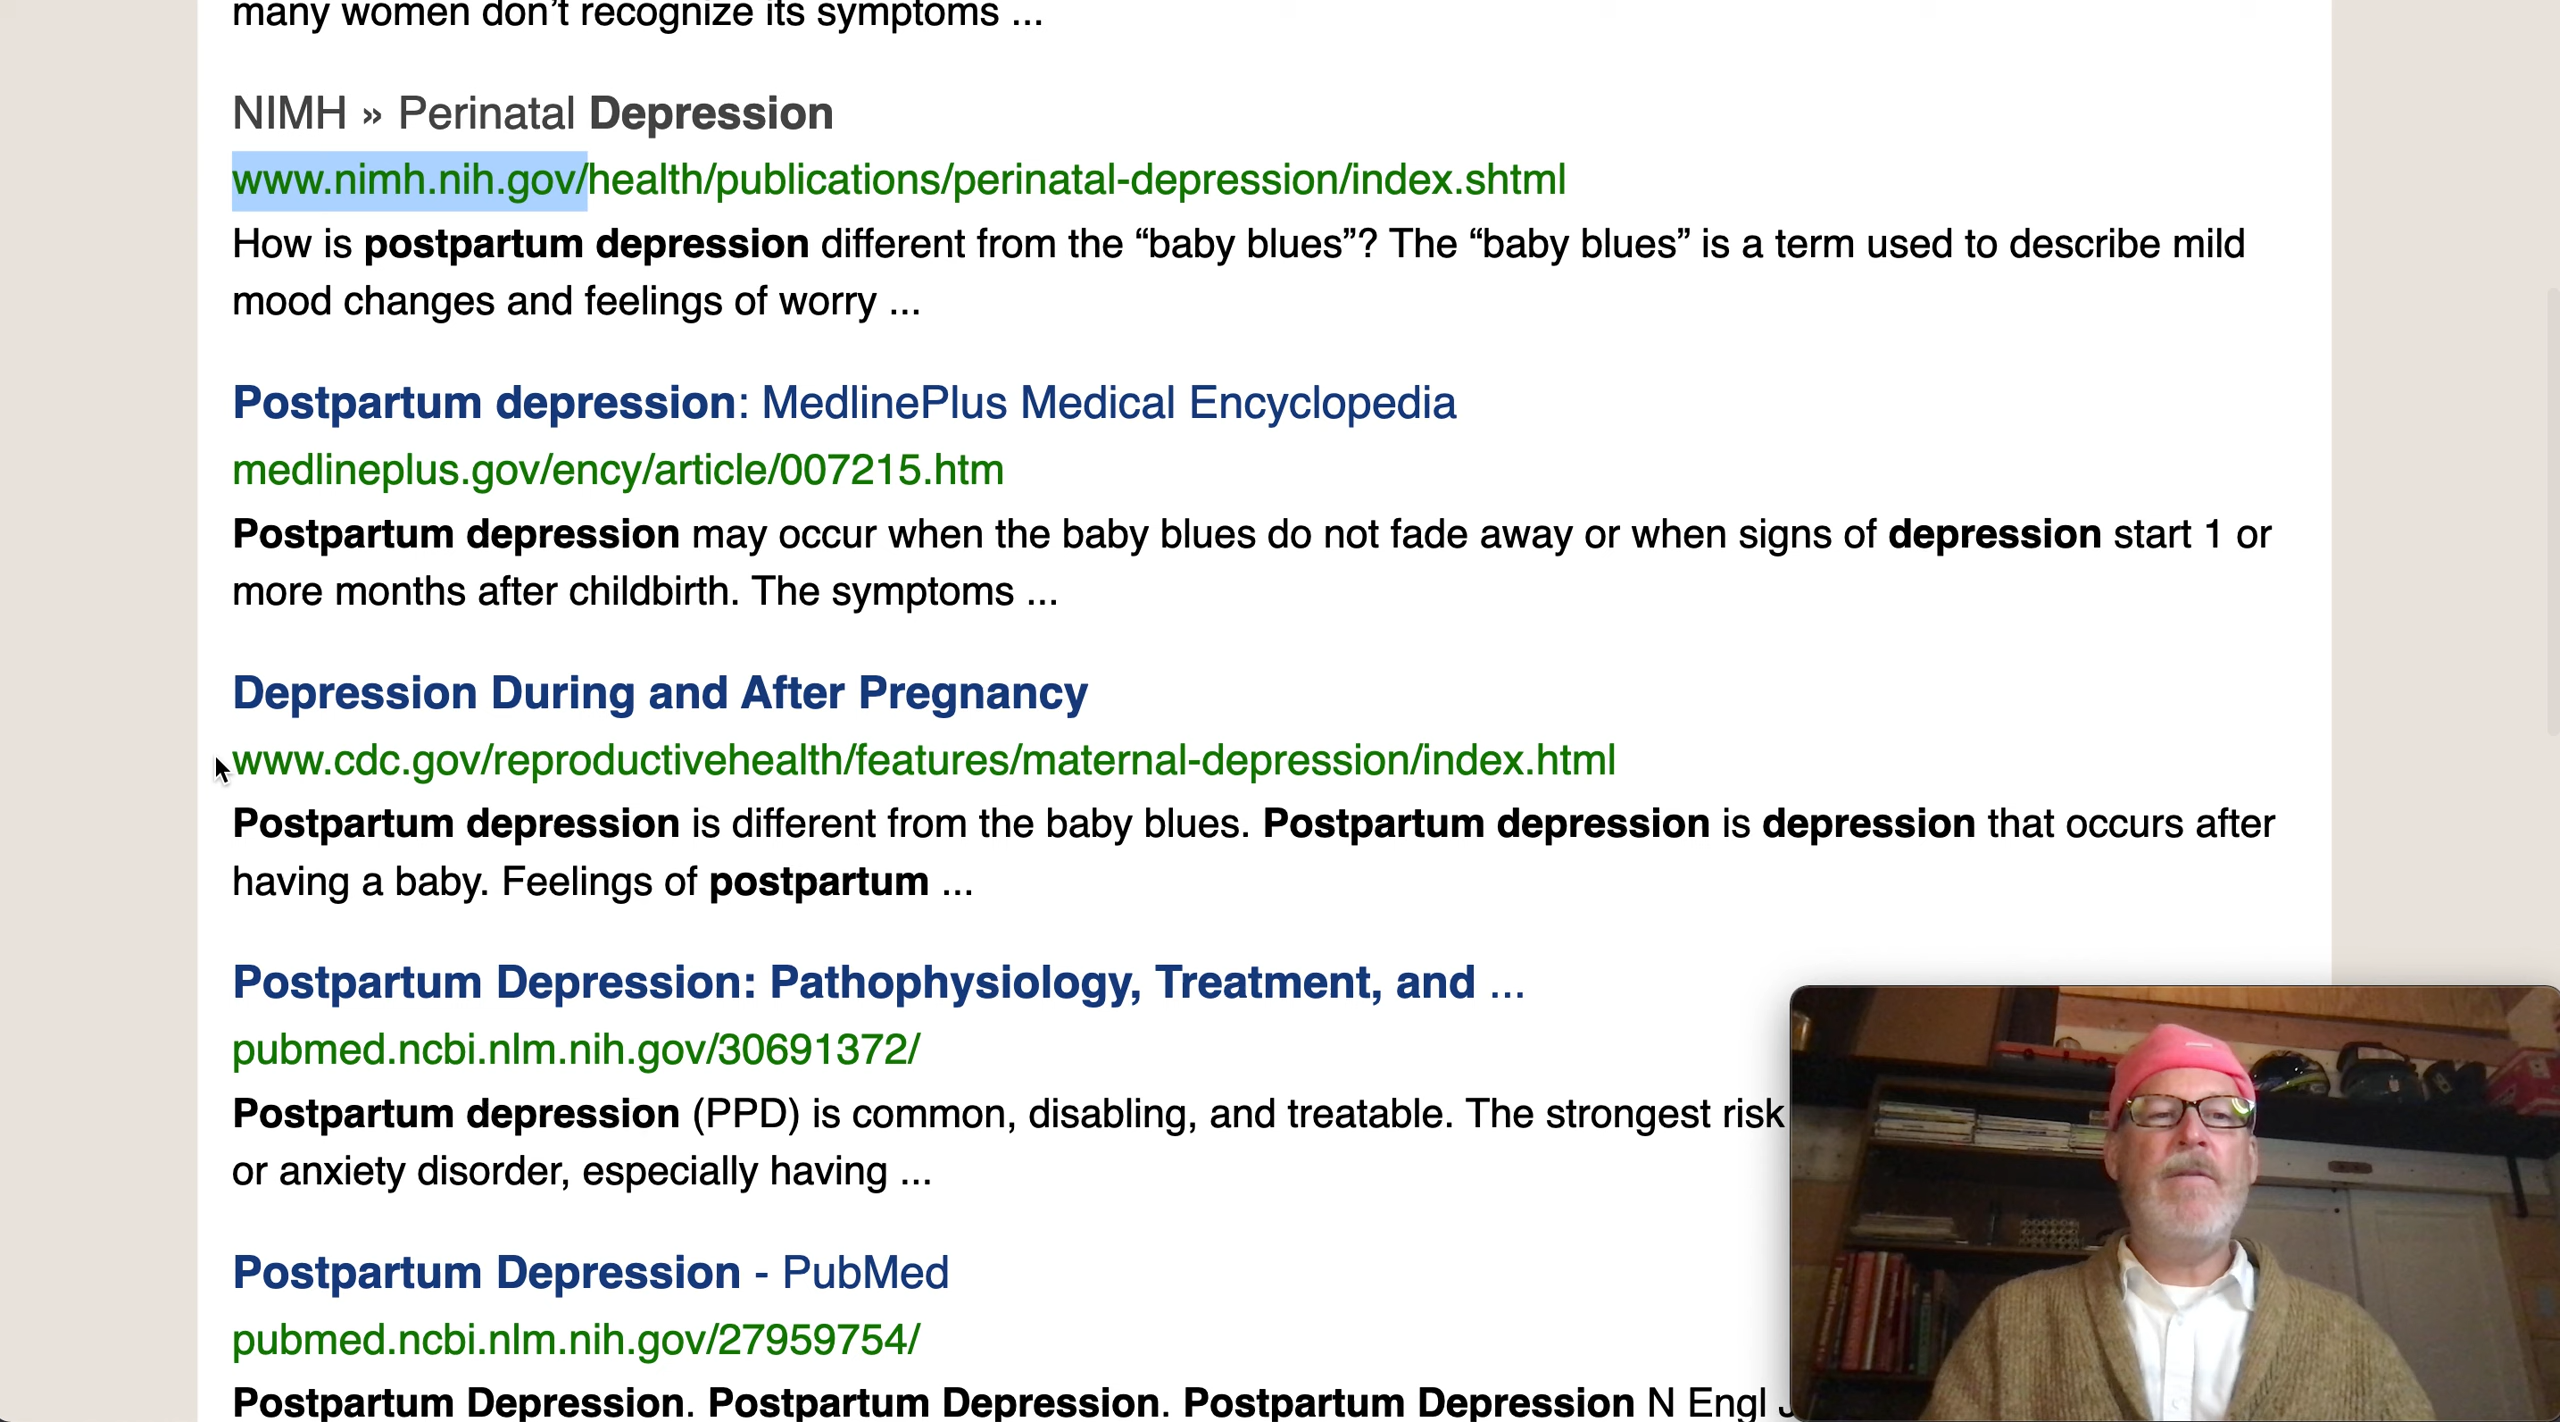 many women don’t recognize its symptoms ...
NIMH » Perinatal Depression
www.nimh.nih.gov/health/publications/perinatal-depression/index.shtml
How is postpartum depression different from the “baby blues”? The “baby blues” is a term used to describe mild
mood changes and feelings of worry ...
Postpartum depression: MedlinePlus Medical Encyclopedia
medlineplus.gov/ency/article/007215.htm
Postpartum depression may occur when the baby blues do not fade away or when signs of depression start 1 or
more months after childbirth. The symptoms ...
Depression During and After Pregnancy
www.cdc.gov/reproductivehealth/features/maternal-depression/index.html
Postpartum depression is different from the baby blues. Postpartum depression is depression that occurs after
having a baby. Feelings of postpartum ...
Postpartum Depression: Pathophysiology, Treatment, and ...
pubmed.ncbi.nlm.nih.gov/30691372/
Postpartum depression (PPD) is common, disabling, and treatable. The strongest risk
or anxiety disorder, especially having ...
Postpartum Depression - PubMed
pubmed.ncbi.nlm.nih.gov/27959754/
Postpartum Depression. Postpartum Depression. Postpartum Depression N Engl